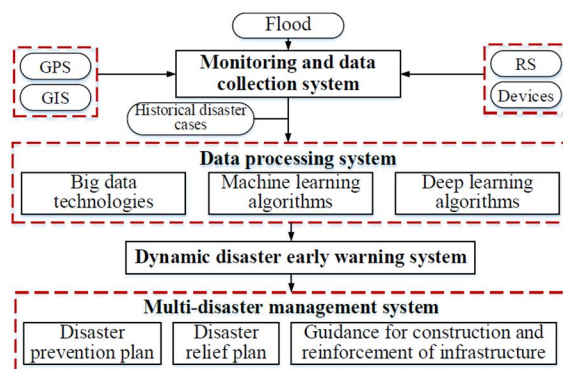 Flood
GPS
GIS
Monitoring and data
collection system
RS
Devices
Historical disaster
cases
Data processing system
Big data
technologies
Machine learning
algorithms
Deep learning
algorithms
Dynamic disaster early warning system
Multi-disaster management system
Disaster
prevention plan
Disaster
relief plan
Guidance for construction and
reinforcement of infrastructure